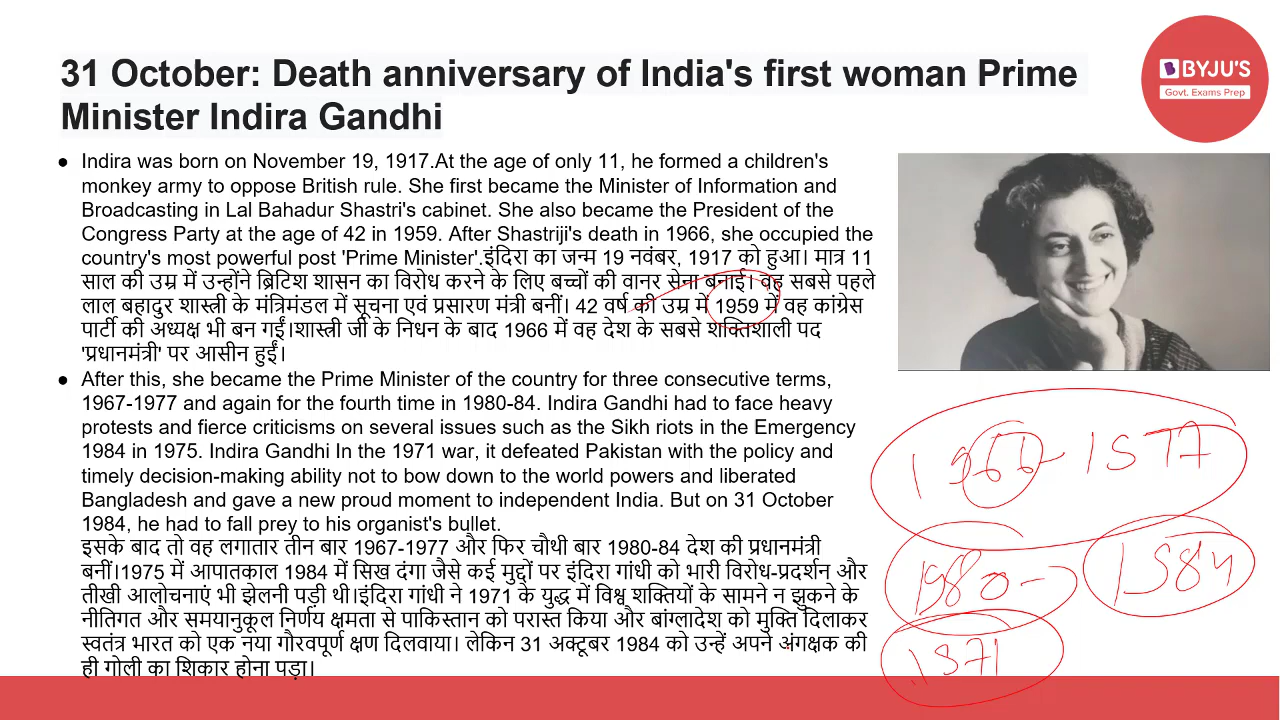 31 October: Death anniversary of India's first woman Prime
Minister Indira Gandhi
BYJU'S
Govt. Exams Prep
● Indira was born on November 19, 1917.At the age of only 11, he formed a children's
monkey army to oppose British rule. She first became the Minister of Information and
Broadcasting in Lal Bahadur Shastri's cabinet. She also became the President of the
Congress Party at the age of 42 in 1959. After Shastriji's death in 1966, she occupied the
country's most powerful post 'Prime Minister'.इंदिरा का जन्म 19 नवंबर, 1917 को हुआ। मात्र 11
साल की उम्र में उन्होंने ब्रिटिश शासन का विरोध करने के लिए बच्चों की वानर सेना बनाई। वह सबसे पहले
लाल बहादुर शास्त्री के मंत्रिमंडल में सूचना एवं प्रसारण मंत्री बनीं। 42 वर्ष की उम्र में 1959 में वह कांग्रेस
पार्टी की अध्यक्ष भी बन गईं।शास्त्री जी के निधन के बाद 1966 में वह देश के सबसे शक्तिशाली पद
'प्रधानमंत्री' पर आसीन हुईं।
● After this, she became the Prime Minister of the country for three consecutive terms,
1967-1977 and again for the fourth time in 1980-84. Indira Gandhi had to face heavy
protests and fierce criticisms on several issues such as the Sikh riots in the Emergency
1984 in 1975. Indira Gandhi In the 1971 war, it defeated Pakistan with the policy and
timely decision-making ability not to bow down to the world powers and liberated
Bangladesh and gave a new proud moment to independent India. But on 31 October
1984, he had to fall prey to his organist's bullet.
इसके बाद तो वह लगातार तीन बार 1967-1977 और फिर चौथी बार 1980-84 देश की प्रधानमंत्री
बनीं।1975 में आपातकाल 1984 में सिख दंगा जैसे कई मुद्दों पर इंदिरा गांधी को भारी विरोध-प्रदर्शन और
तीखी आलोचनाएं भी झेलनी पड़ी थी।इंदिरा गांधी ने 1971 के युद्ध में विश्व शक्तियों के सामने न झुकने के
नीतिगत और समयानुकूल निर्णय क्षमता से पाकिस्तान को परास्त किया और बांग्लादेश को मुक्ति दिलाकर
स्वतंत्र भारत को एक नया गौरवपूर्ण क्षण दिलवाया। लेकिन 31 अक्टूबर 1984 को उन्हें अपने अंगक्षक की
ही गोली का शिकार होना पड़ा।
1966-1977
1980-
1984
1971